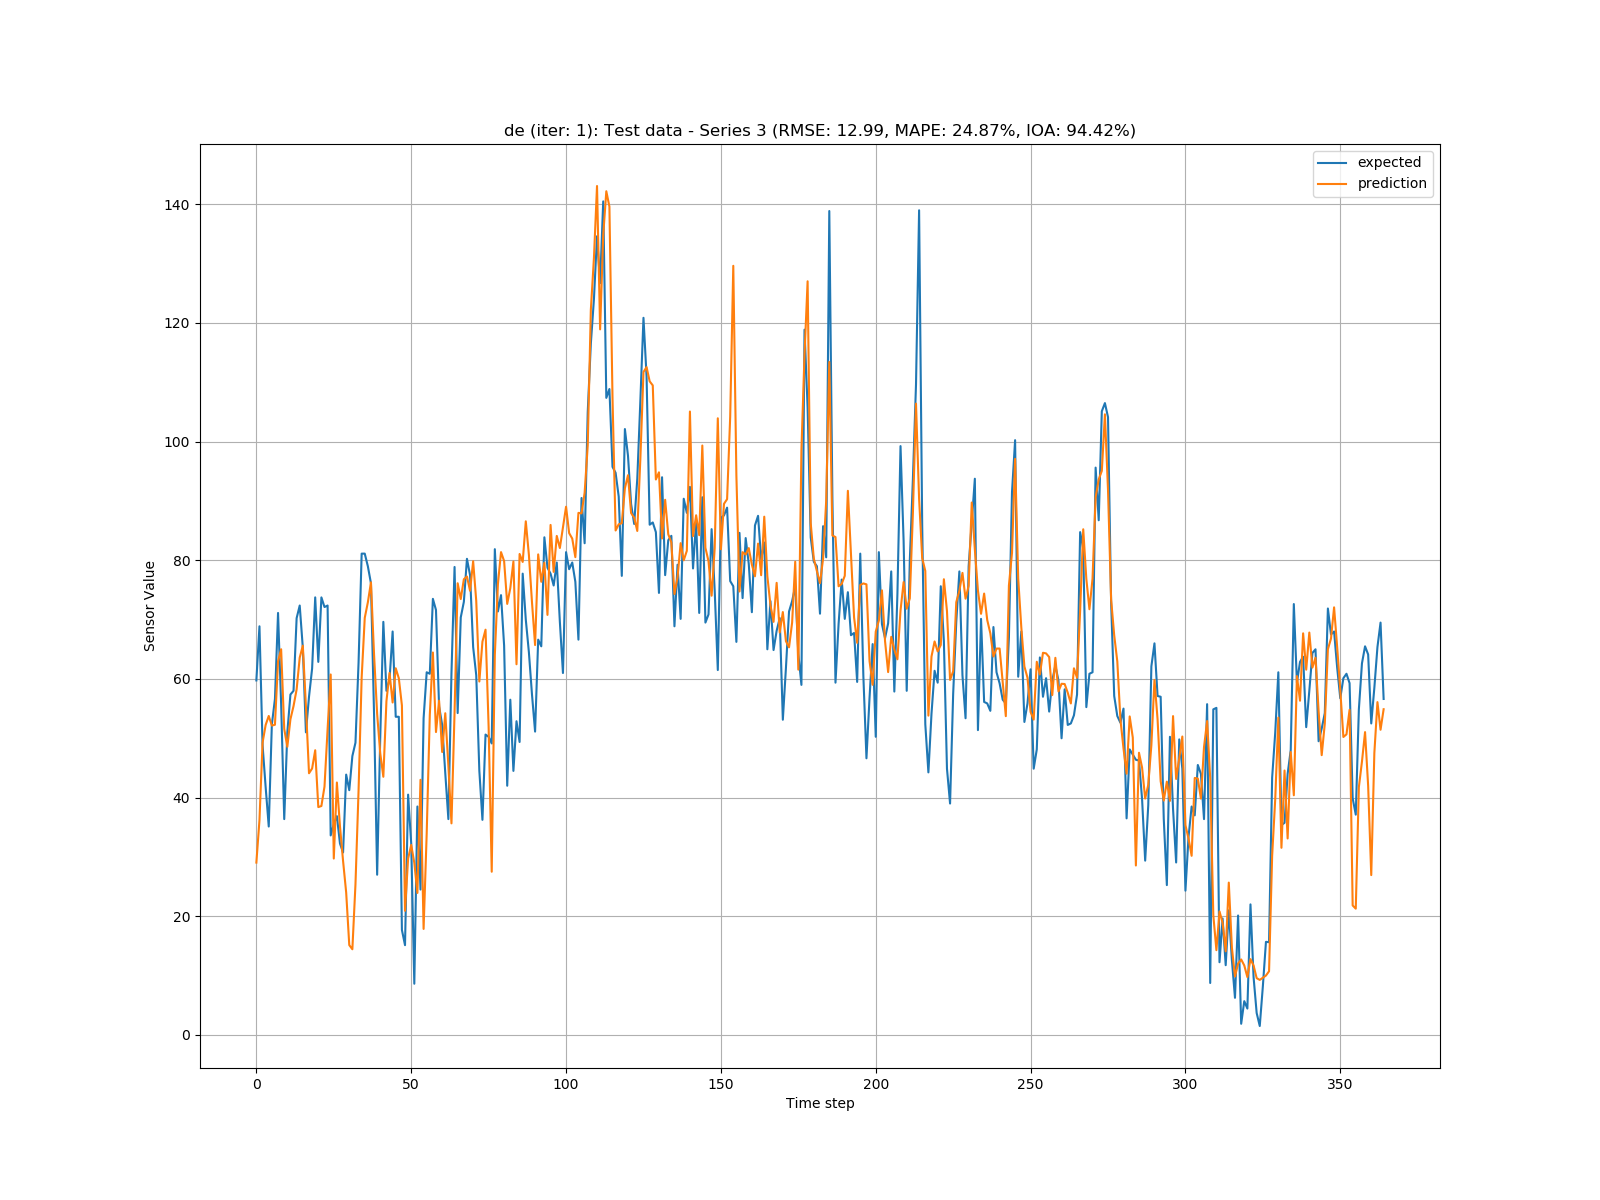 de (iter: 1): Test data - Series 3 (RMSE: 12.99, MAPE: 24.87%, IOA: 94.42%)
expected
prediction
Sensor Value
140
120
100
80
60
40
20
0
0 50 100 150 200 250 300 350
Time step